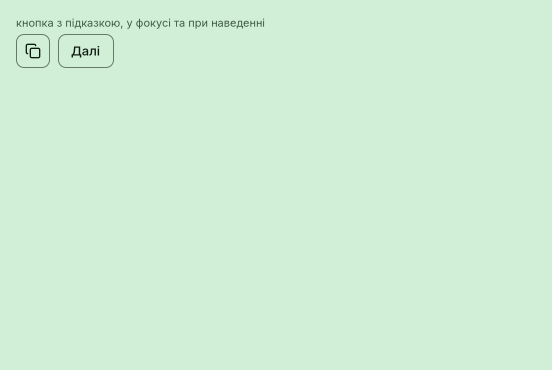 кнопка з підказкою, у фокусі та при наведенні
Далі